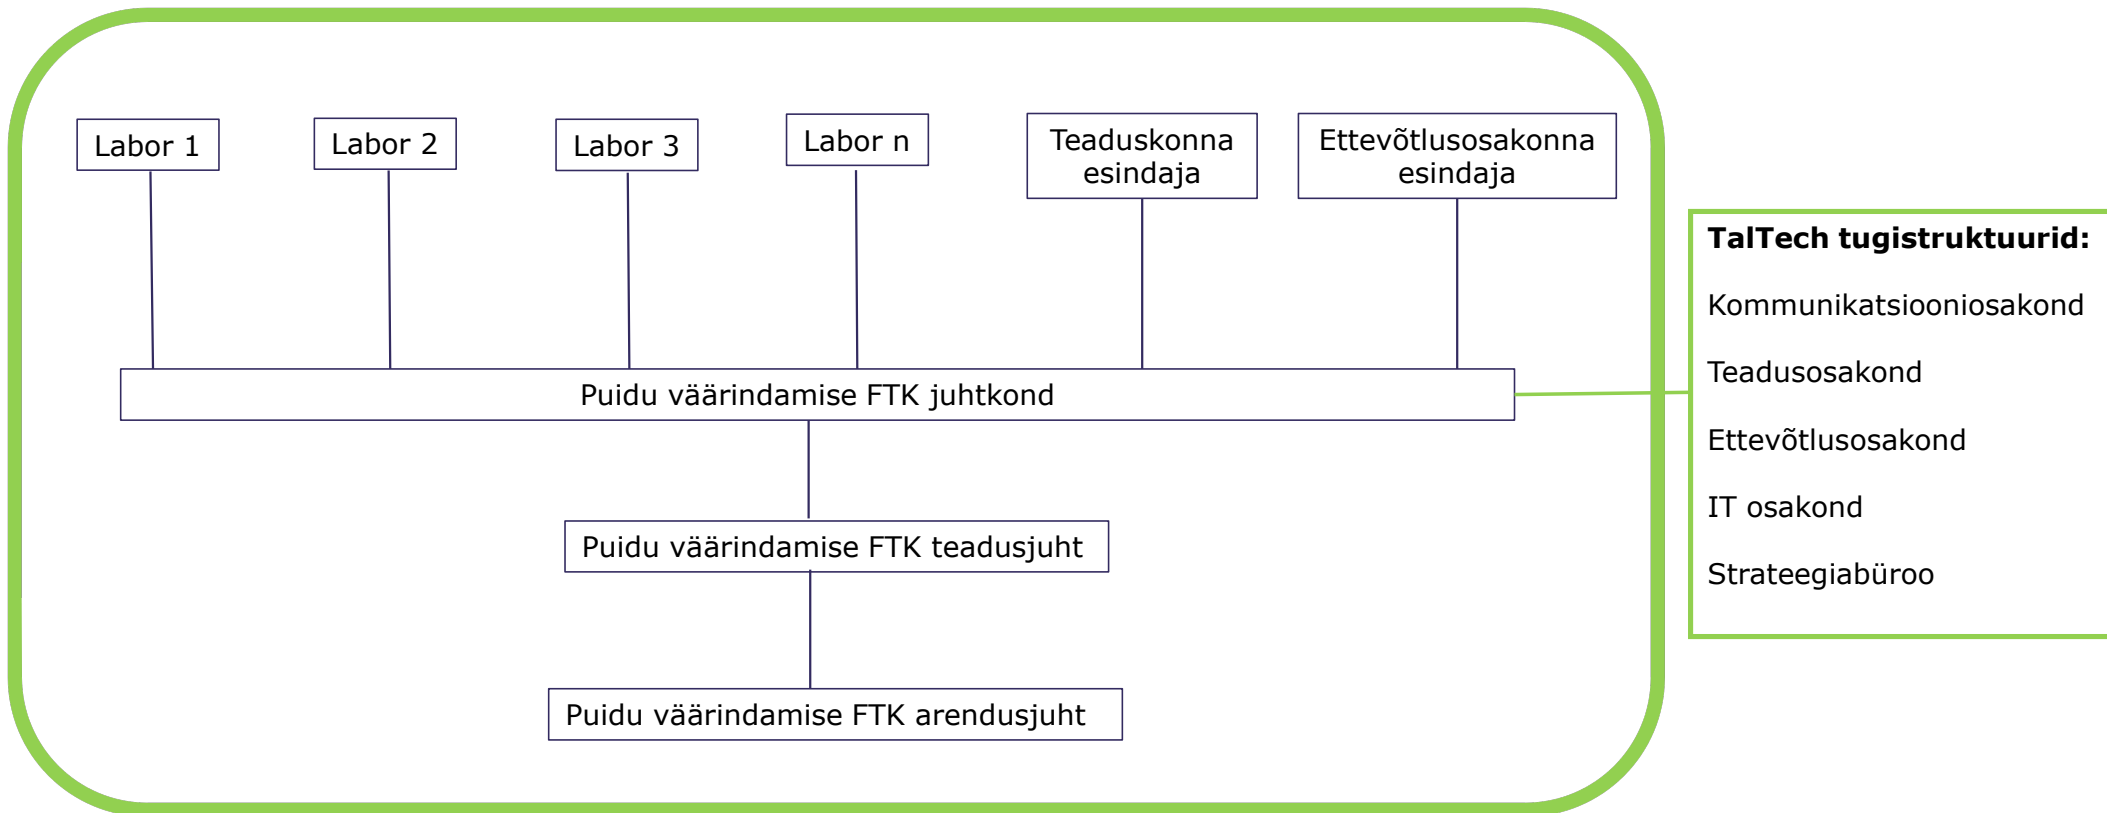 Labor 1
Labor 2
Labor 3
Labor n
Teaduskonna
esindaja
Ettevõtlusosakonna
esindaja
Puidu väärindamise FTK juhtkond
Puidu väärindamise FTK teadusjuht
Puidu väärindamise FTK arendusjuht
TalTech tugistruktuurid:
Kommunikatsiooniosakond
Teadusosakond
Ettevõtlusosakond
IT osakond
Strateegiabüroo